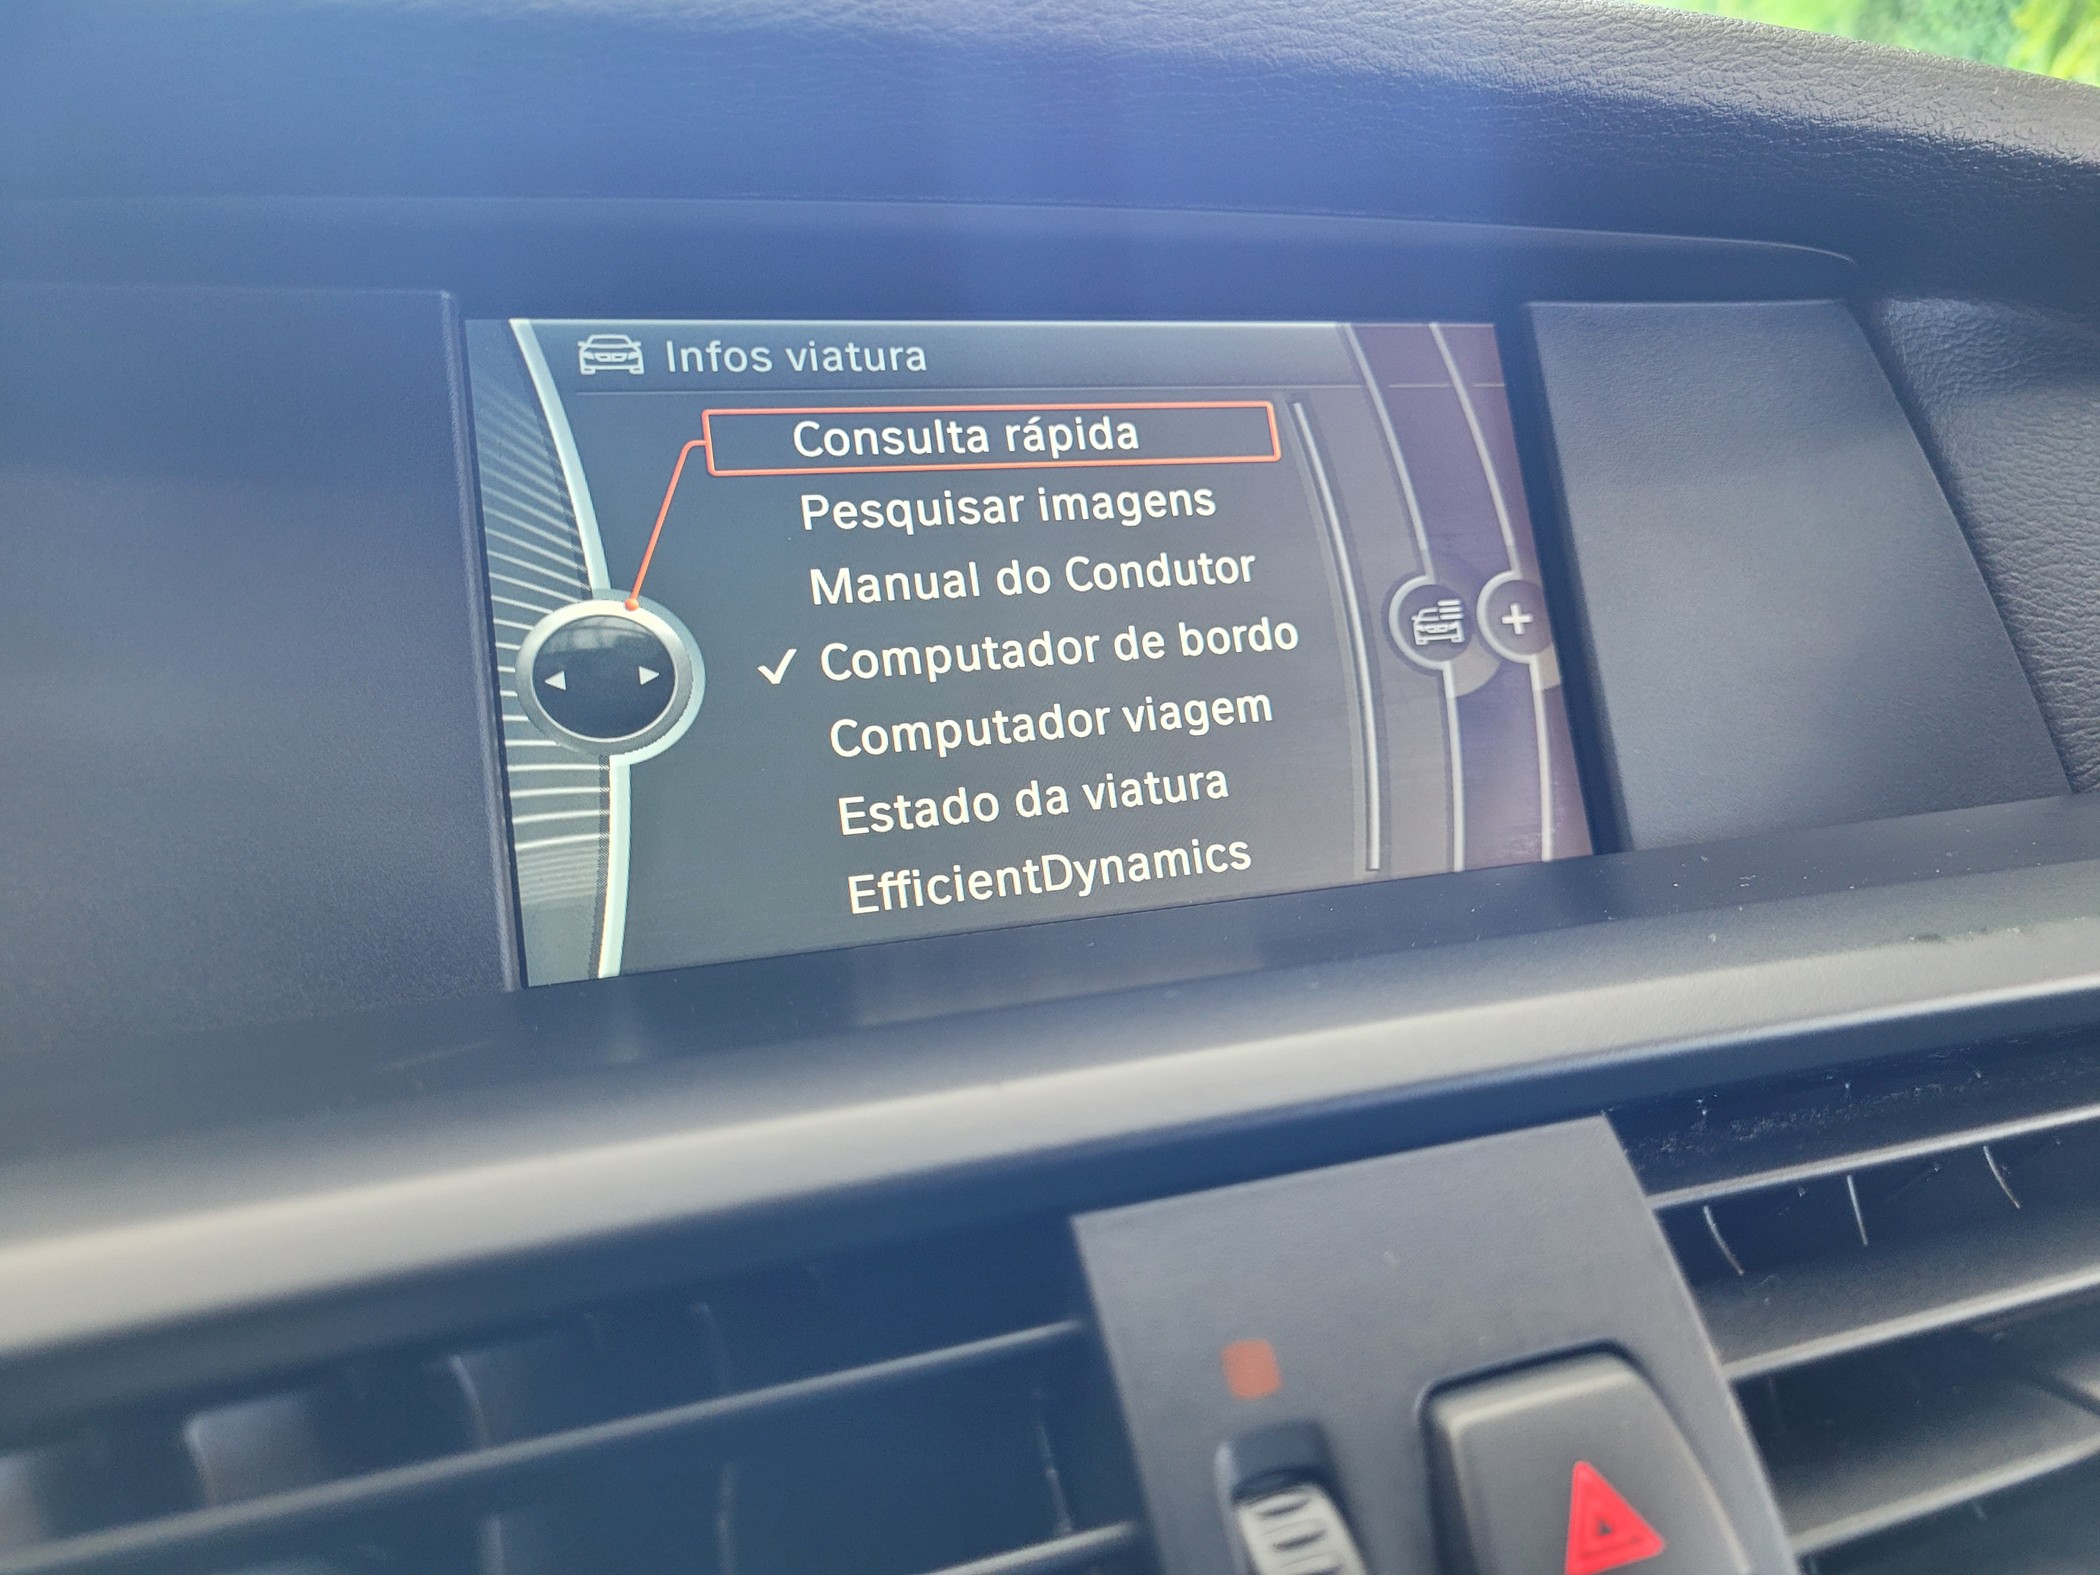 Infos viatura
Consulta rápida
Pesquisar imagens
Manual do Condutor
Computador de bordo
Computador viagem
Estado da viatura
EfficientDynamics